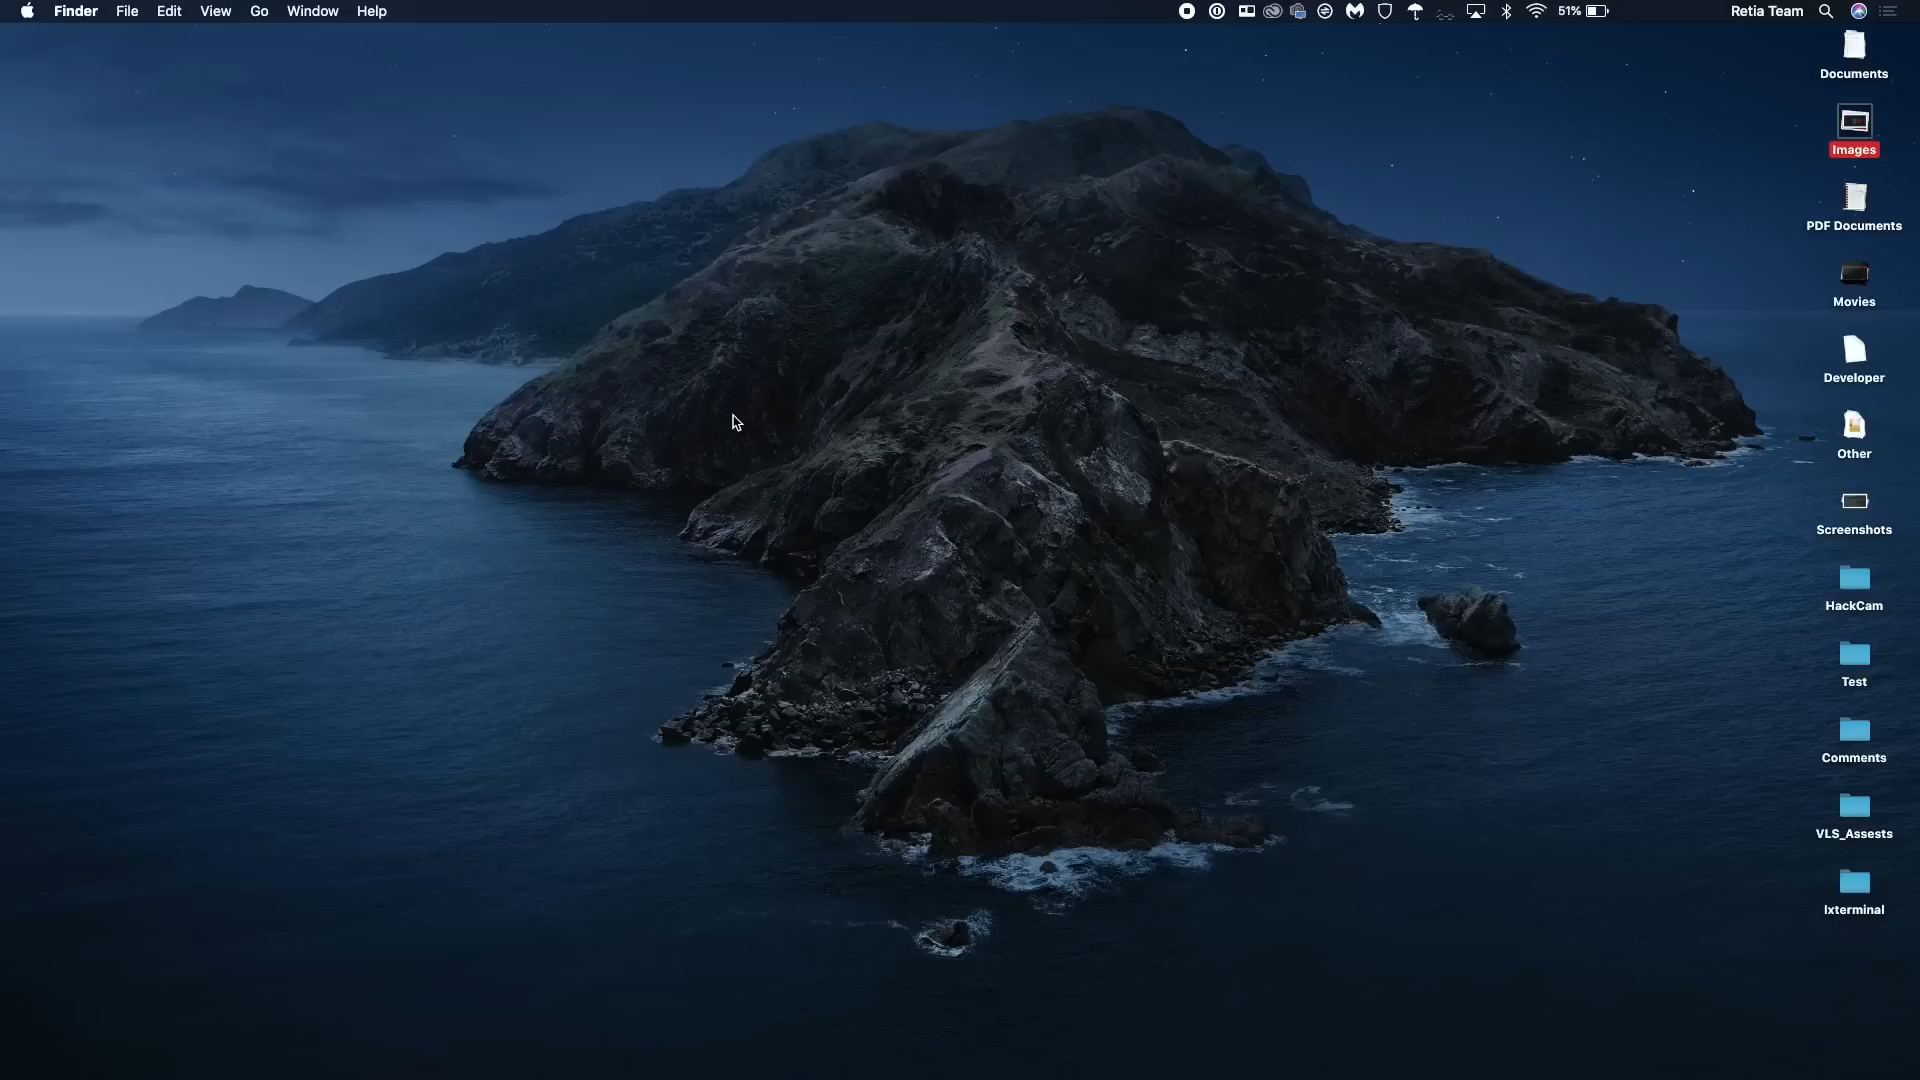 Finder File Edit View Go Window Help 51% Retia Team
Documents
Images
PDF Documents
Movies
Developer
Other
Screenshots
HackCam
Test
Comments
VLS_Assests
lxterminal